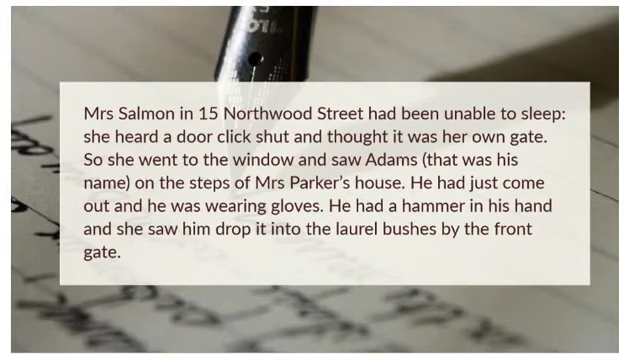 Mrs Salmon in 15 Northwood Street had been unable to sleep:
she heard a door click shut and thought it was her own gate.
So she went to the window and saw Adams (that was his
name) on the steps of Mrs Parker’s house. He had just come
out and he was wearing gloves. He had a hammer in his hand
and she saw him drop it into the laurel bushes by the front
gate.